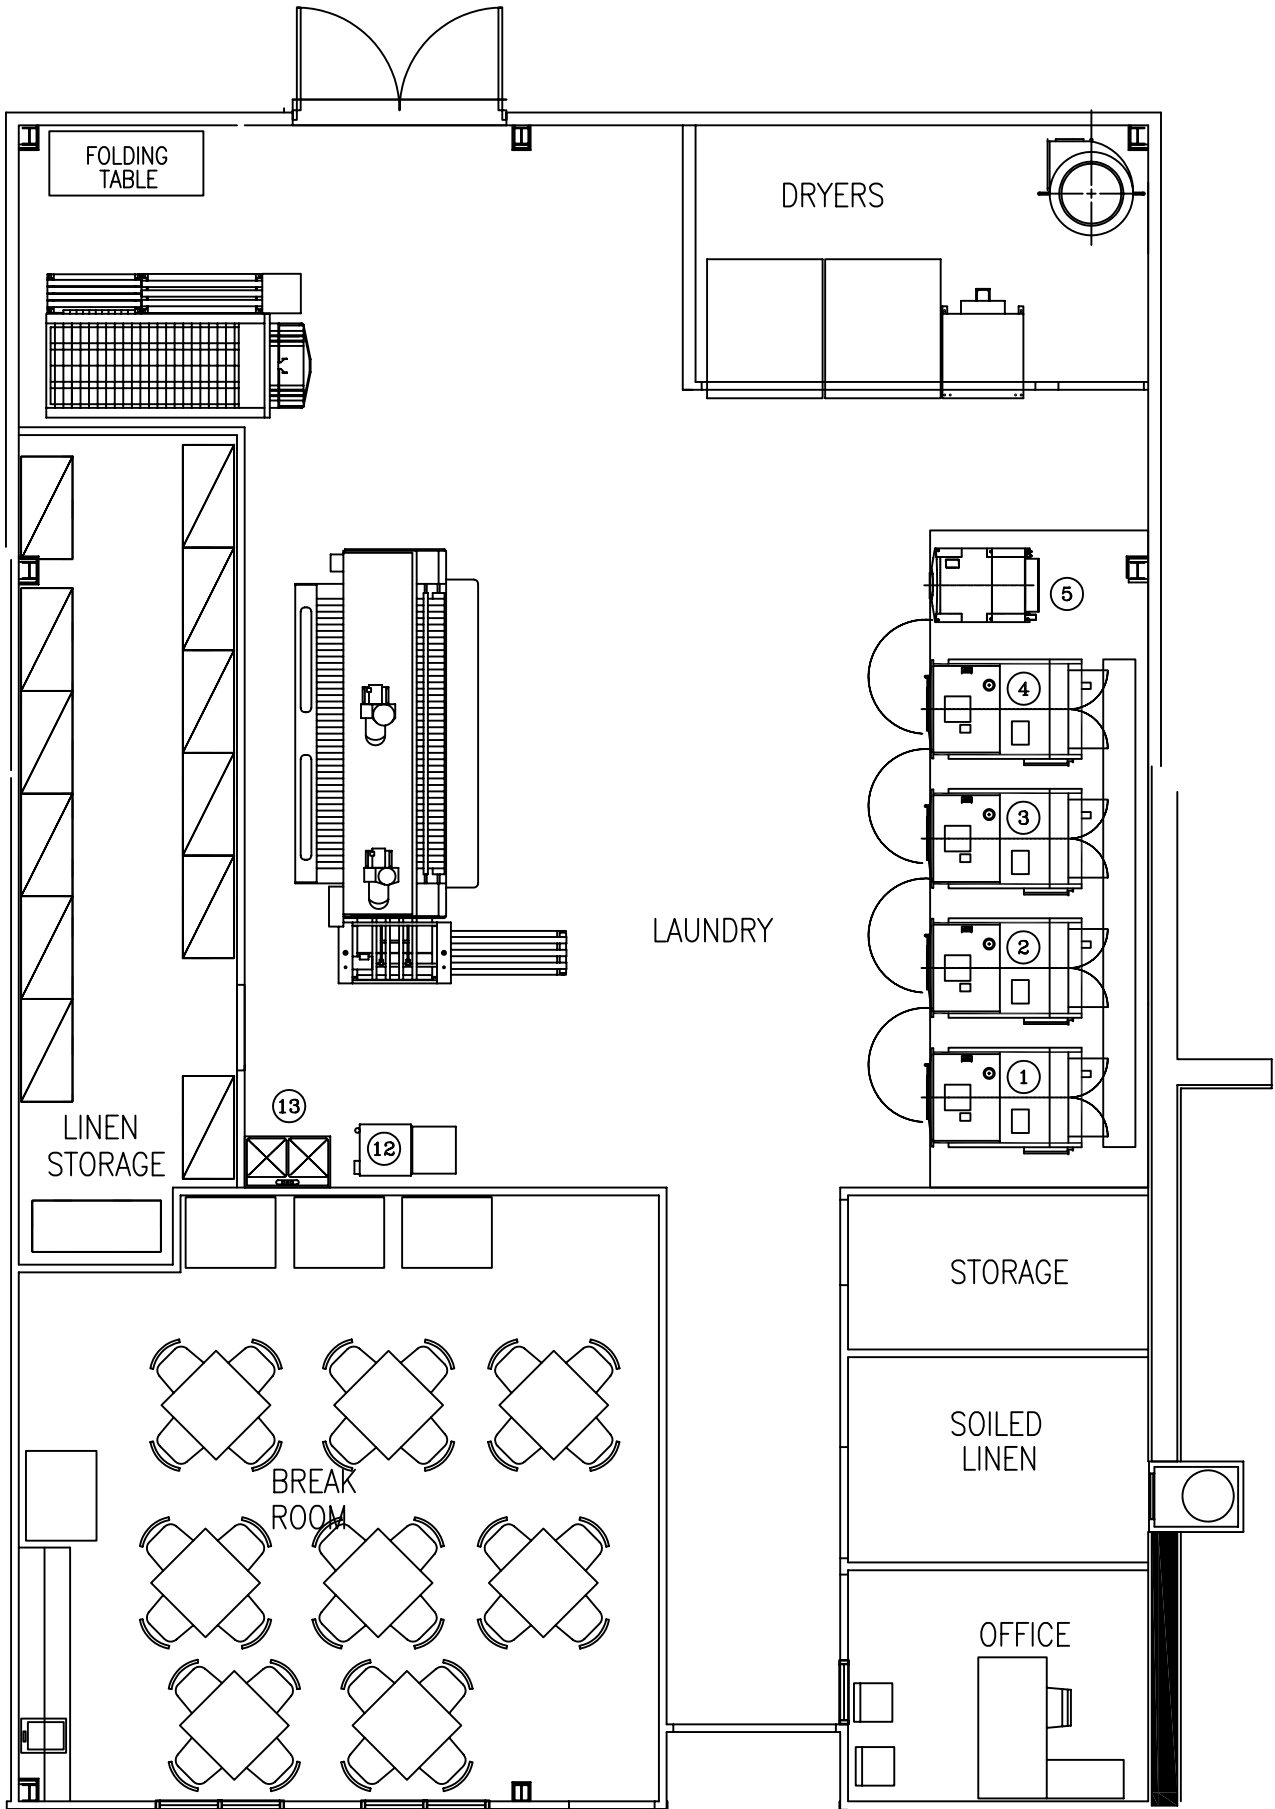 FOLDING
TABLE
DRYERS
5
4
3
LAUNDRY
2
1
13
12
LINEN
STORAGE
STORAGE
SOILED
LINEN
BREAK
ROOM
OFFICE